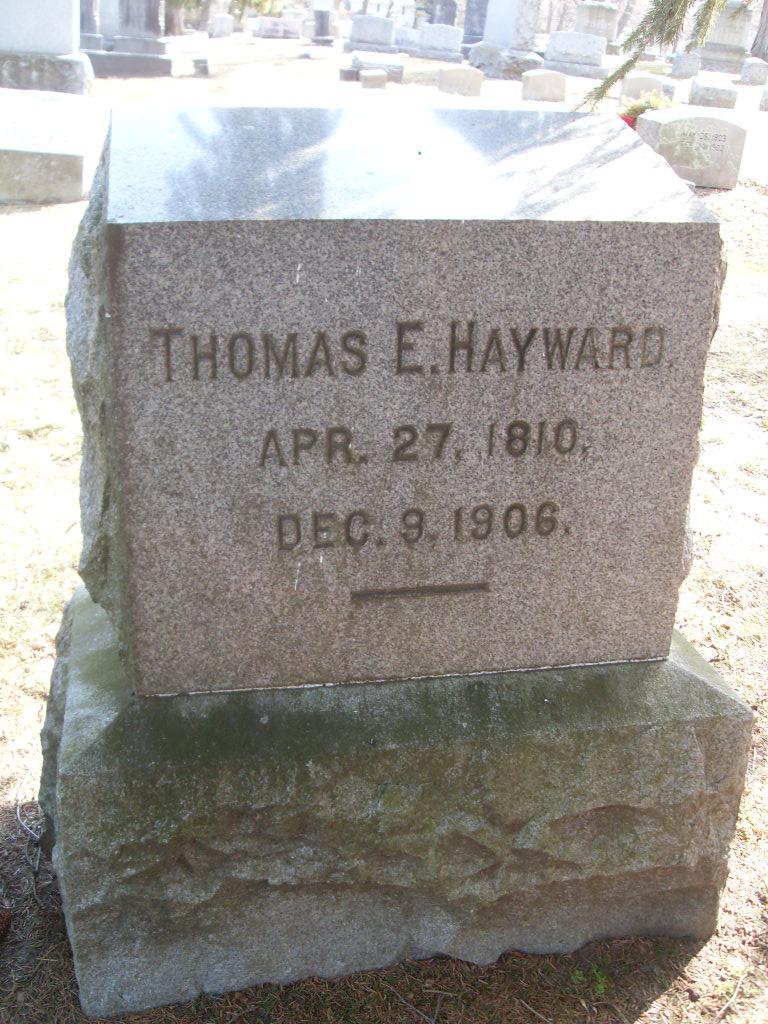 THOMAS E. HAYWARD.
APR. 27, 1810.
DEC. 9. 1906.